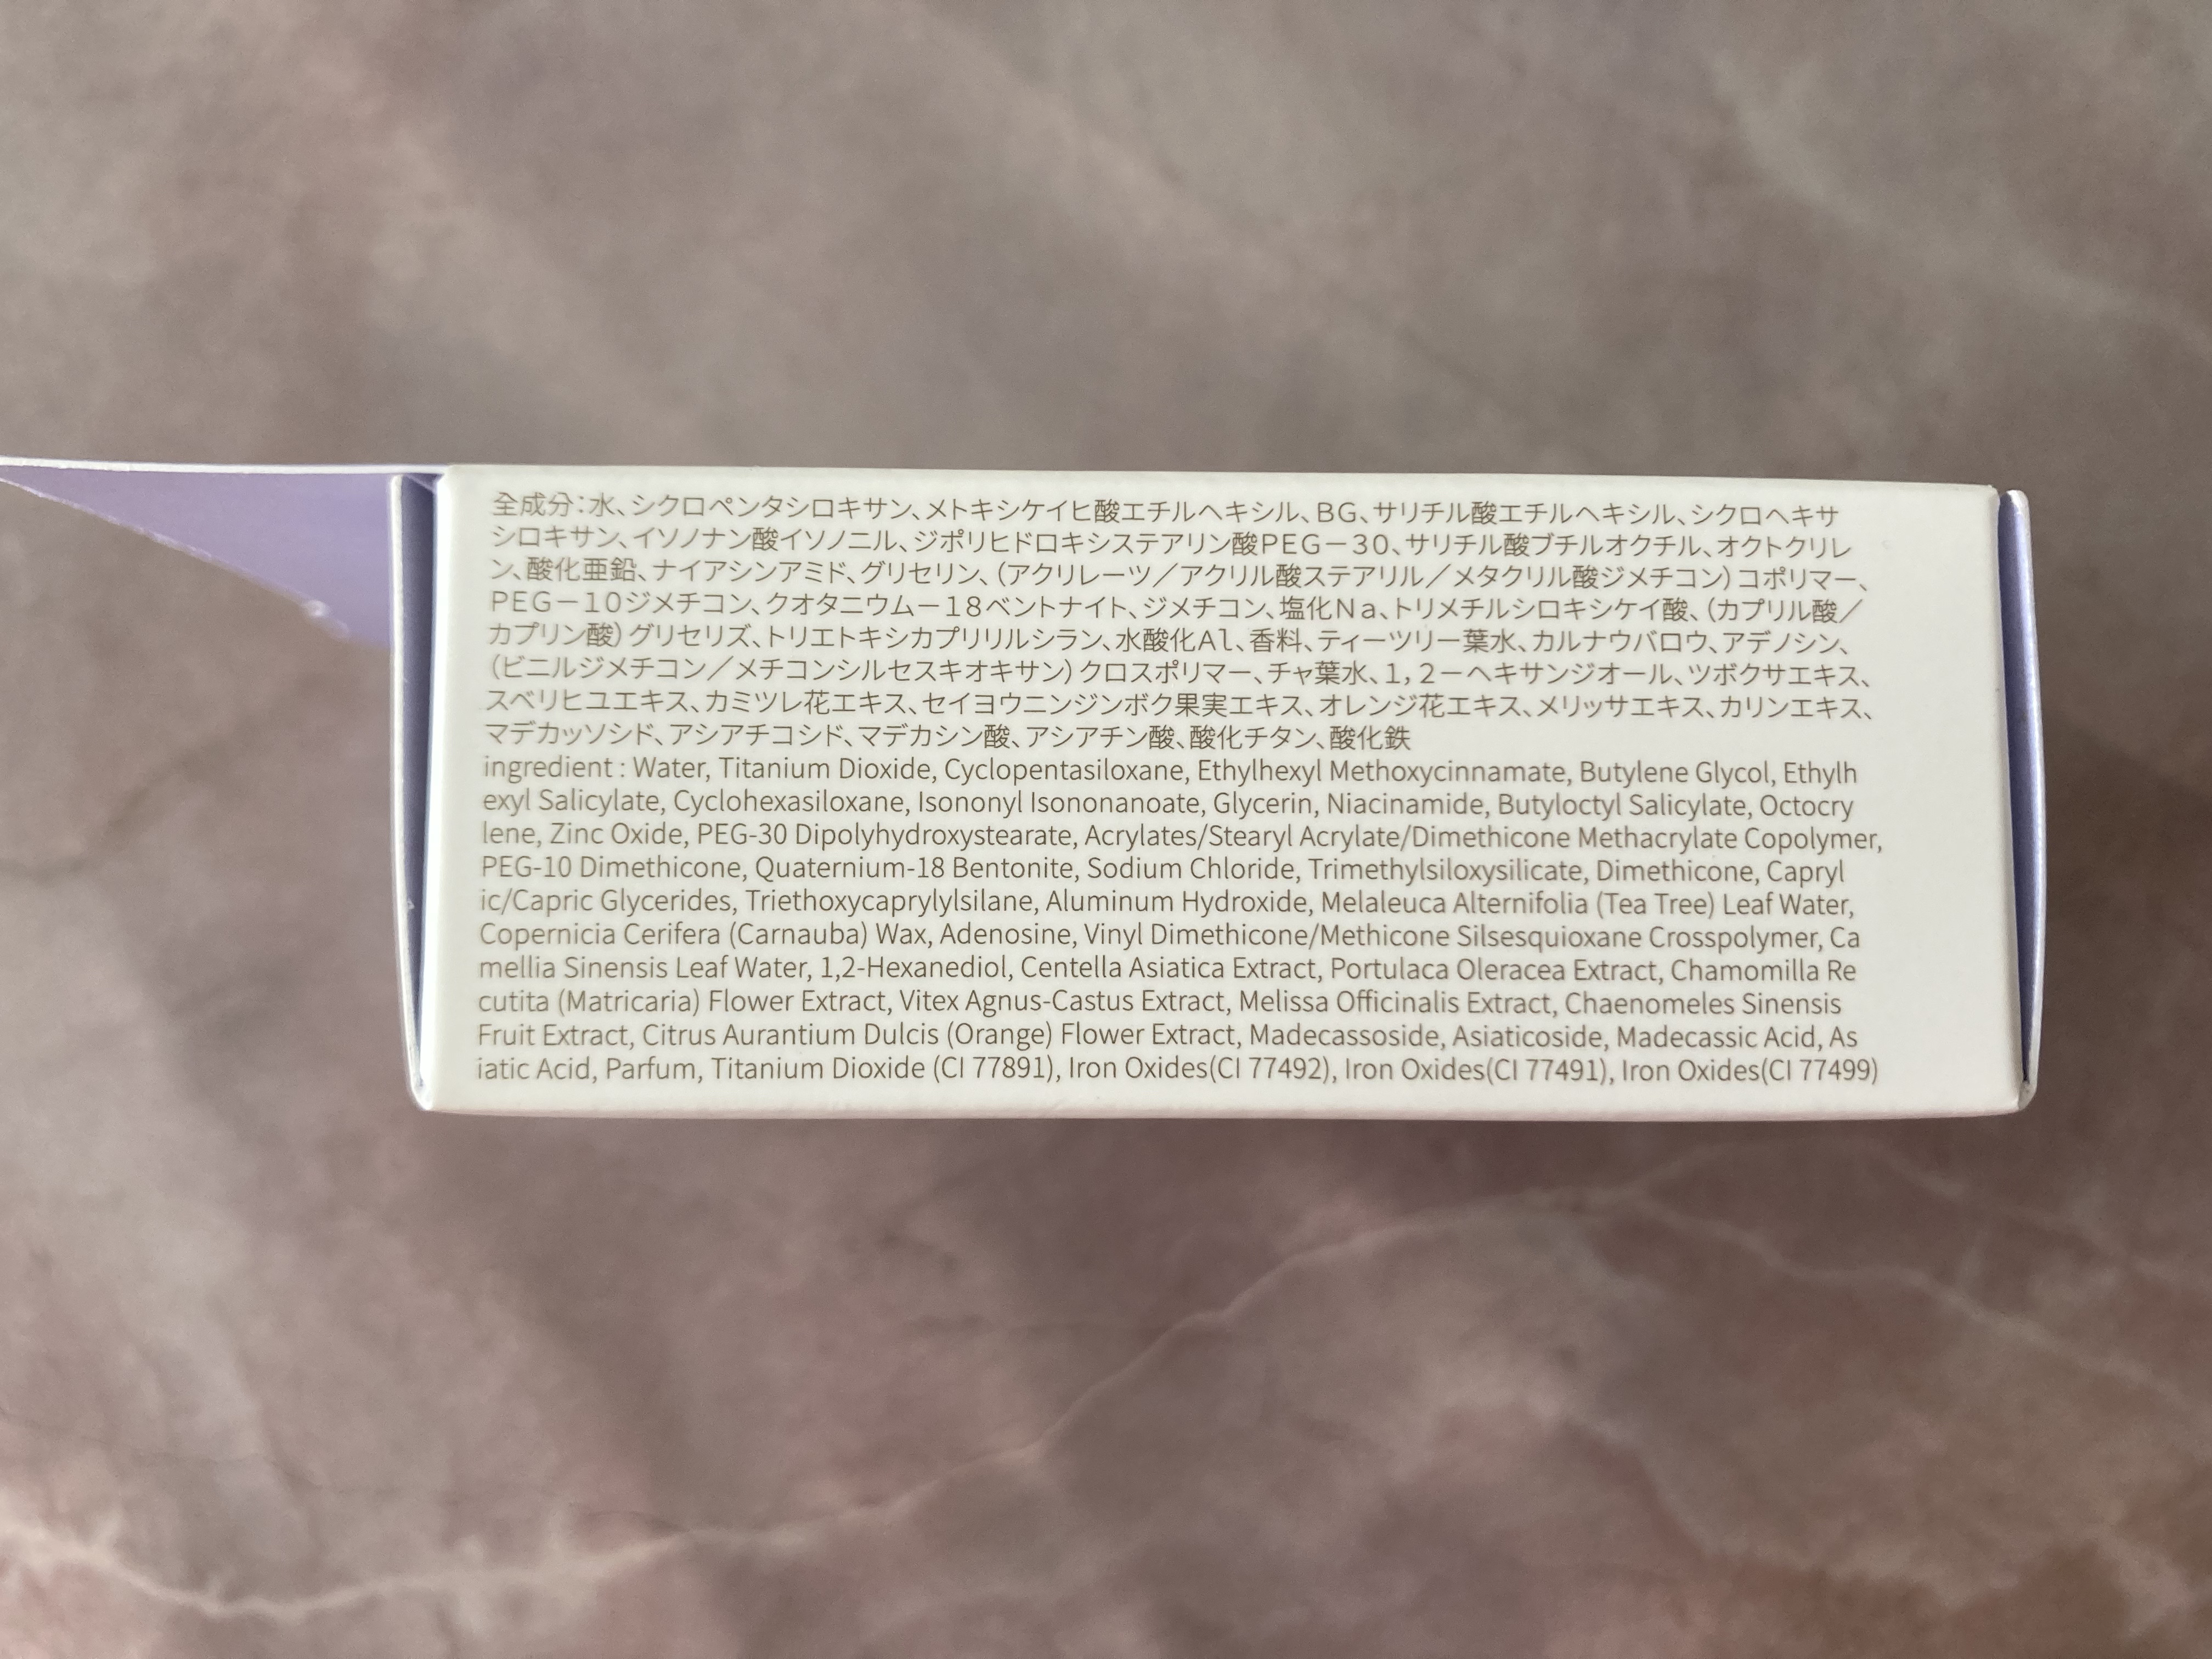 全成分：水、シクロペンタシロキサン、メトキシケイヒ酸エチルヘキシル、BG、サリチル酸エチルヘキシル、シクロヘキサ
シロキサン、イソノナン酸イソノニル、ジポリヒドロキシステアリン酸PEG－30、サリチル酸ブチルオクチル、オクトクリレ
ン、酸化亜鉛、ナイアシンアミド、グリセリン、（アクリレーツ／アクリル酸ステアリル／メタクリル酸ジメチコン）コポリマー、
PEG－10ジメチコン、クオタニウム－18ベントナイト、ジメチコン、塩化Na、トリメチルシロキシケイ酸、（カプリル酸／
カプリン酸）グリセリズ、トリエトキシカプリリルシラン、水酸化Al、香料、ティーツリー葉水、カルナウバロウ、アデノシン、
（ビニルジメチコン／メチコンシルセスキオキサン）クロスポリマー、チャ葉水、1，2－ヘキサンジオール、ツボクサエキス、
スベリヒユエキス、カミツレ花エキス、セイヨウニンジンボク果実エキス、オレンジ花エキス、メリッサエキス、カリンエキス、
マデカッソシド、アシアチコシド、マデカシン酸、アシアチン酸、酸化チタン、酸化鉄
ingredient : Water, Titanium Dioxide, Cyclopentasiloxane, Ethylhexyl Methoxycinnamate, Butylene Glycol, Ethylh
exyl Salicylate, Cyclohexasiloxane, Isononyl Isononanoate, Glycerin, Niacinamide, Butyloctyl Salicylate, Octocry
lene, Zinc Oxide, PEG-30 Dipolyhydroxystearate, Acrylates/Stearyl Acrylate/Dimethicone Methacrylate Copolymer,
PEG-10 Dimethicone, Quaternium-18 Bentonite, Sodium Chloride, Trimethylsiloxysilicate, Dimethicone, Capryl
ic/Capric Glycerides, Triethoxycaprylylsilane, Aluminum Hydroxide, Melaleuca Alternifolia (Tea Tree) Leaf Water,
Copernicia Cerifera (Carnauba) Wax, Adenosine, Vinyl Dimethicone/Methicone Silsesquioxane Crosspolymer, Ca
mellia Sinensis Leaf Water, 1,2-Hexanediol, Centella Asiatica Extract, Portulaca Oleracea Extract, Chamomilla Re
cutita (Matricaria) Flower Extract, Vitex Agnus-Castus Extract, Melissa Officinalis Extract, Chaenomeles Sinensis
Fruit Extract, Citrus Aurantium Dulcis (Orange) Flower Extract, Madecassoside, Asiaticoside, Madecassic Acid, As
iatic Acid, Parfum, Titanium Dioxide (CI 77891), Iron Oxides(CI 77492), Iron Oxides(CI 77491), Iron Oxides(CI 77499)